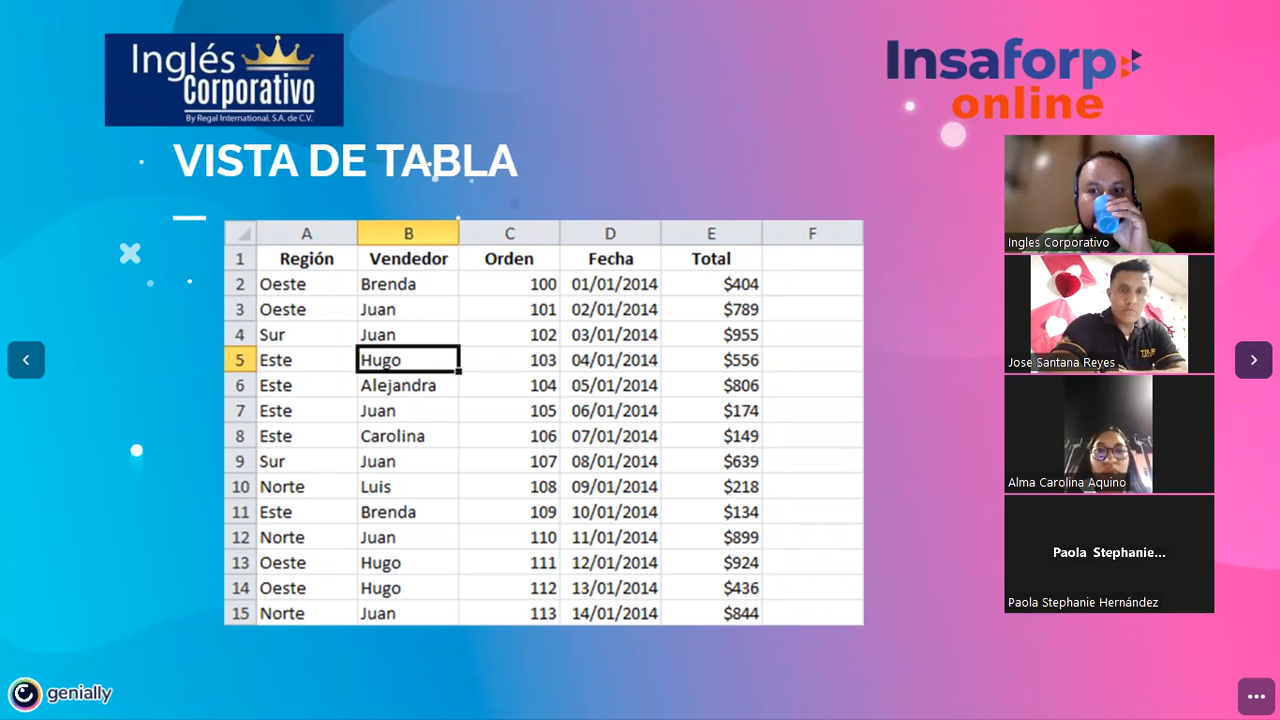 Inglés
Corporativo
By Regal International, S.A. de C.V.
Insaforp
online
VISTA DE TABLA
A B C D E F
1 Región Vendedor Orden Fecha Total
2 Oeste Brenda 100 01/01/2014 $404
3 Oeste Juan 101 02/01/2014 $789
4 Sur Juan 102 03/01/2014 $955
5 Este Hugo 103 04/01/2014 $556
6 Este Alejandra 104 05/01/2014 $806
7 Este Juan 105 06/01/2014 $174
8 Este Carolina 106 07/01/2014 $149
9 Sur Juan 107 08/01/2014 $639
10 Norte Luis 108 09/01/2014 $218
11 Este Brenda 109 10/01/2014 $134
12 Norte Juan 110 11/01/2014 $899
13 Oeste Hugo 111 12/01/2014 $924
14 Oeste Hugo 112 13/01/2014 $436
15 Norte Juan 113 14/01/2014 $844
Ingles Corporativo
Jose Santana Reyes
Alma Carolina Aquino
Paola Stephanie...
Paola Stephanie Hernández
genially